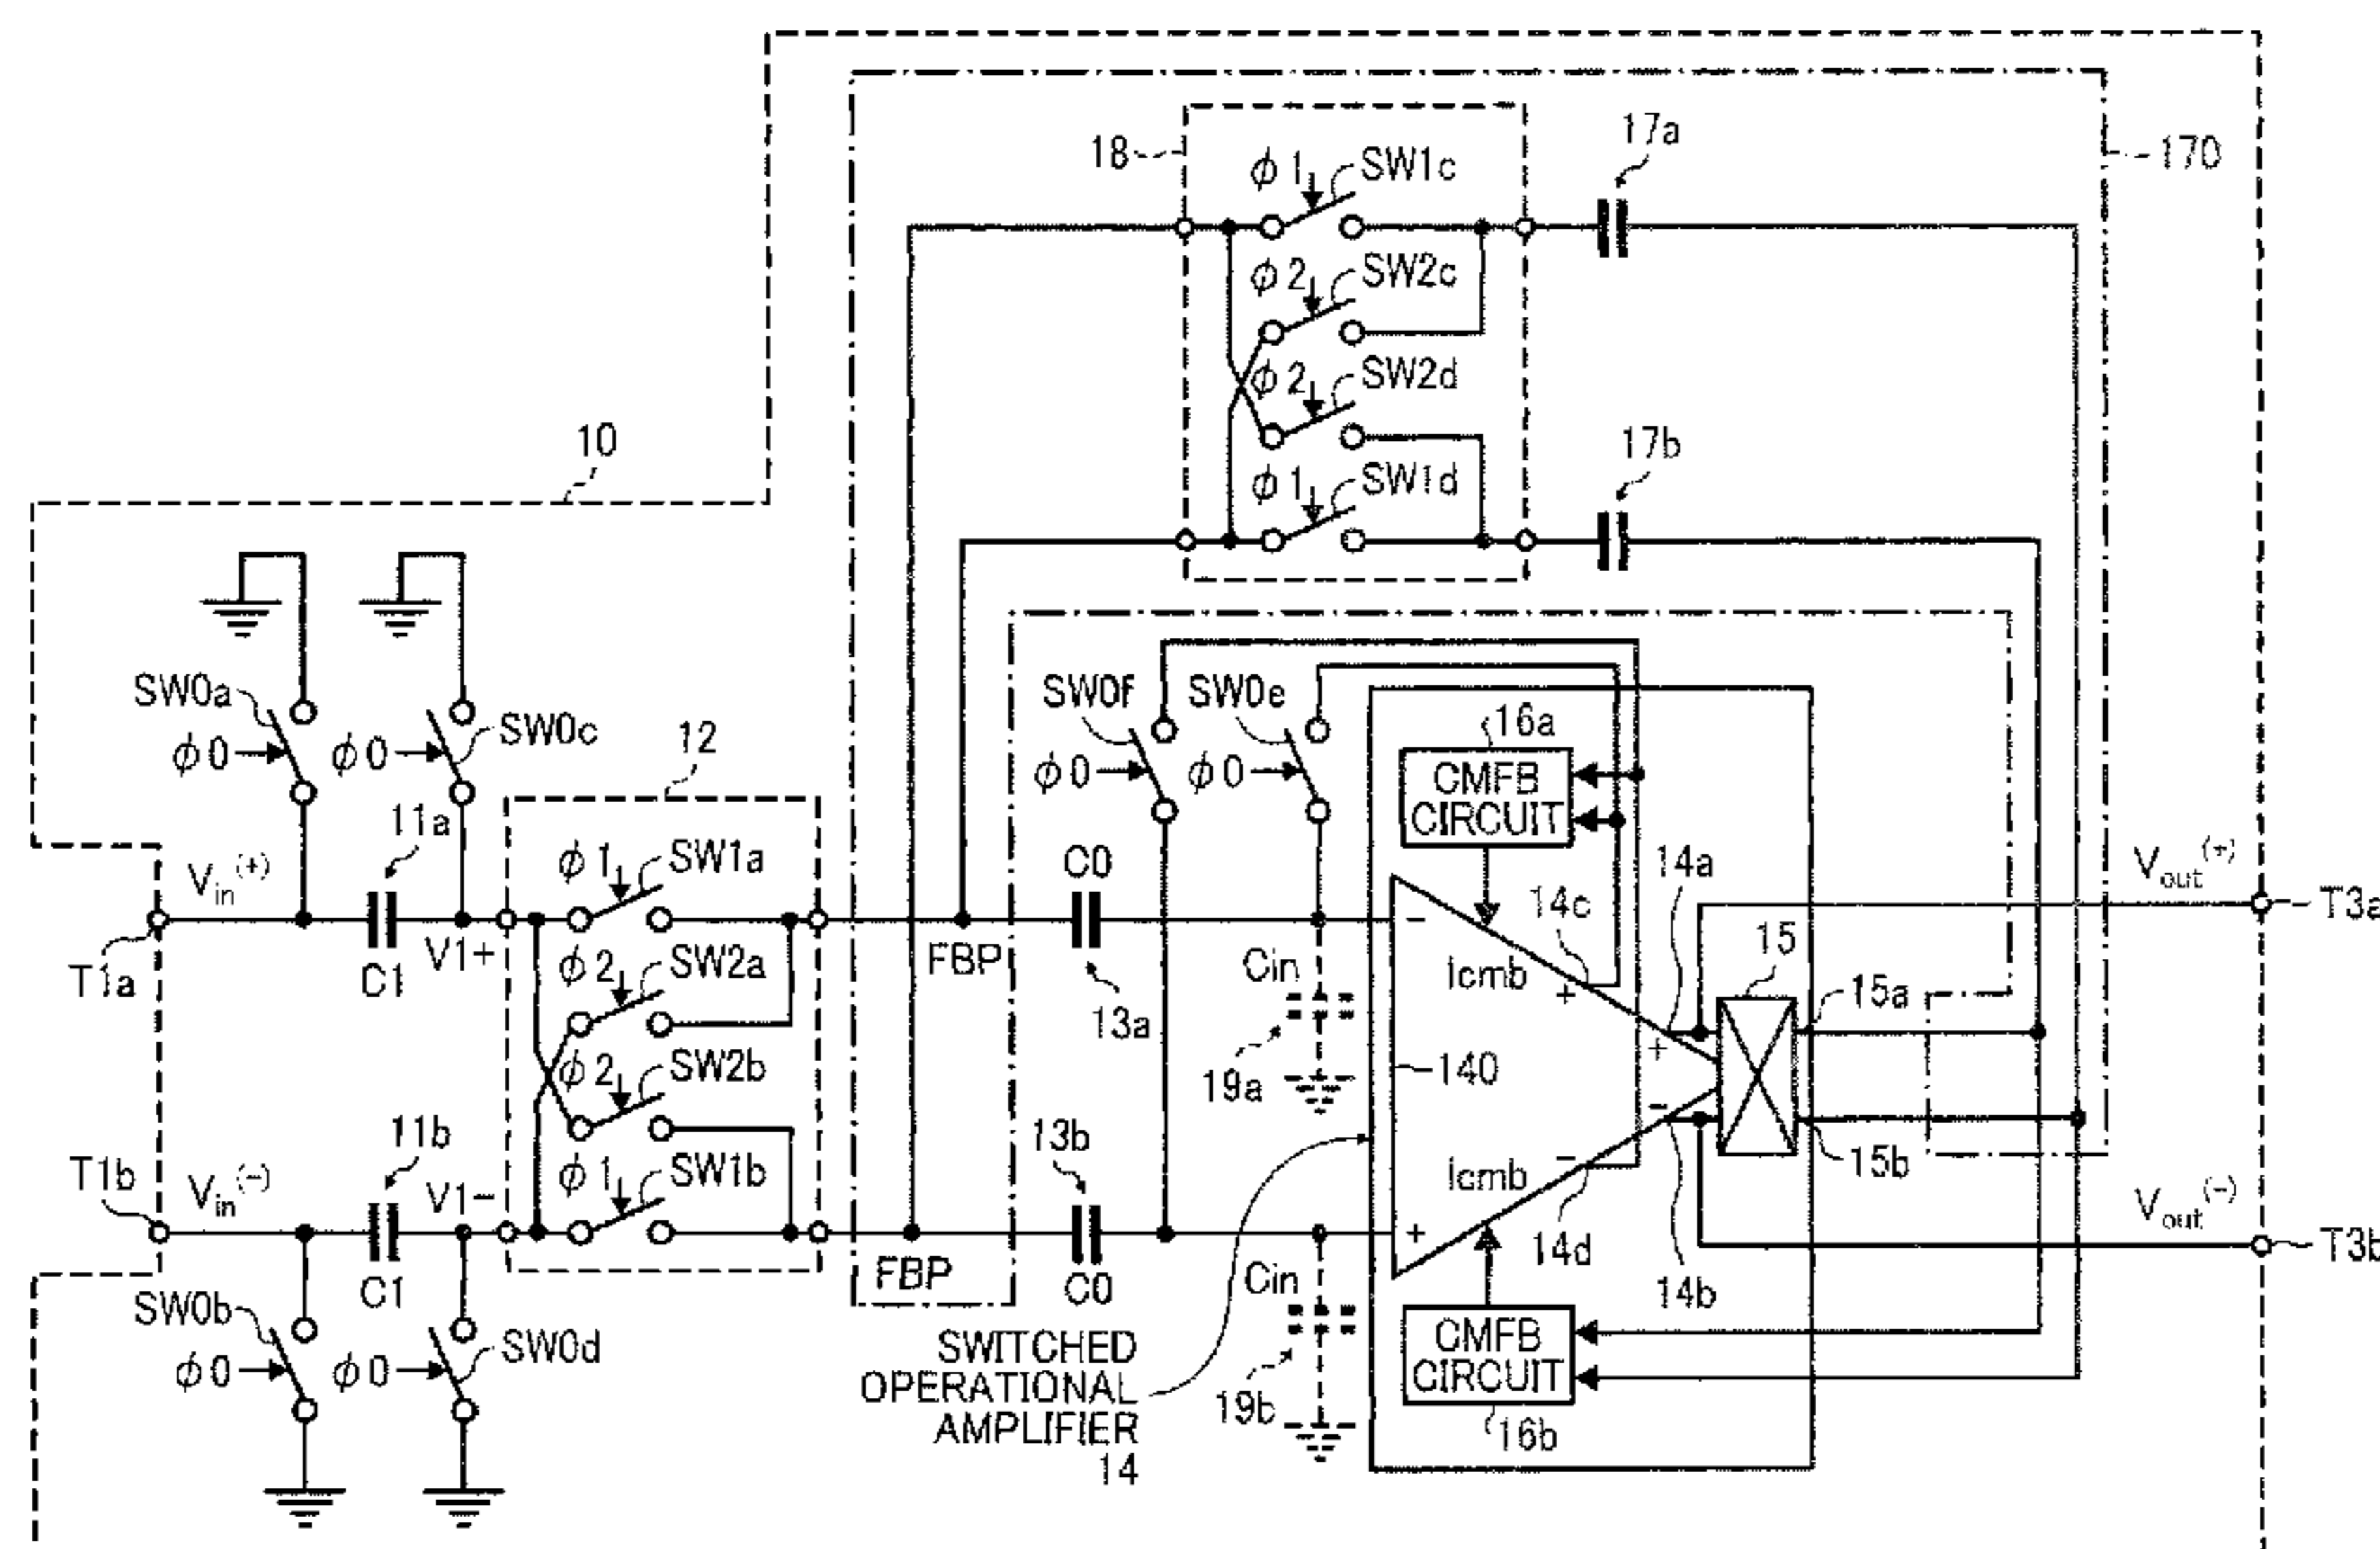 17a
18
ϕ1
SW1c
170
ϕ2
SW2c
ϕ2
SW2d
10
17b
ϕ1
SW1d
SW0a
SW0c
SW0f
SW0e
ϕ0
ϕ0
12
16a
ϕ0
ϕ0
CMFB
CIRCUIT
11a
Vin(+)
ϕ1
SW1a
C0
14c
14a
Vout(+)
T3a
T1a
C1
V1+
ϕ2
SW2a
FBP
13a
Cin
Icmb
+
-
15
15a
19a
140
+
ϕ2
SW2b
-
11b
13b
T1b
Vin(-)
V1-
ϕ1
SW1b
Icmb
-
15b
Vout(-)
T3b
+
14d
14b
C1
FBP
C0
Cin
SW0b
SW0d
ϕ0
ϕ0
SWITCHED
OPERATIONAL
AMPLIFIER
14
19b
CMFB
CIRCUIT
16b